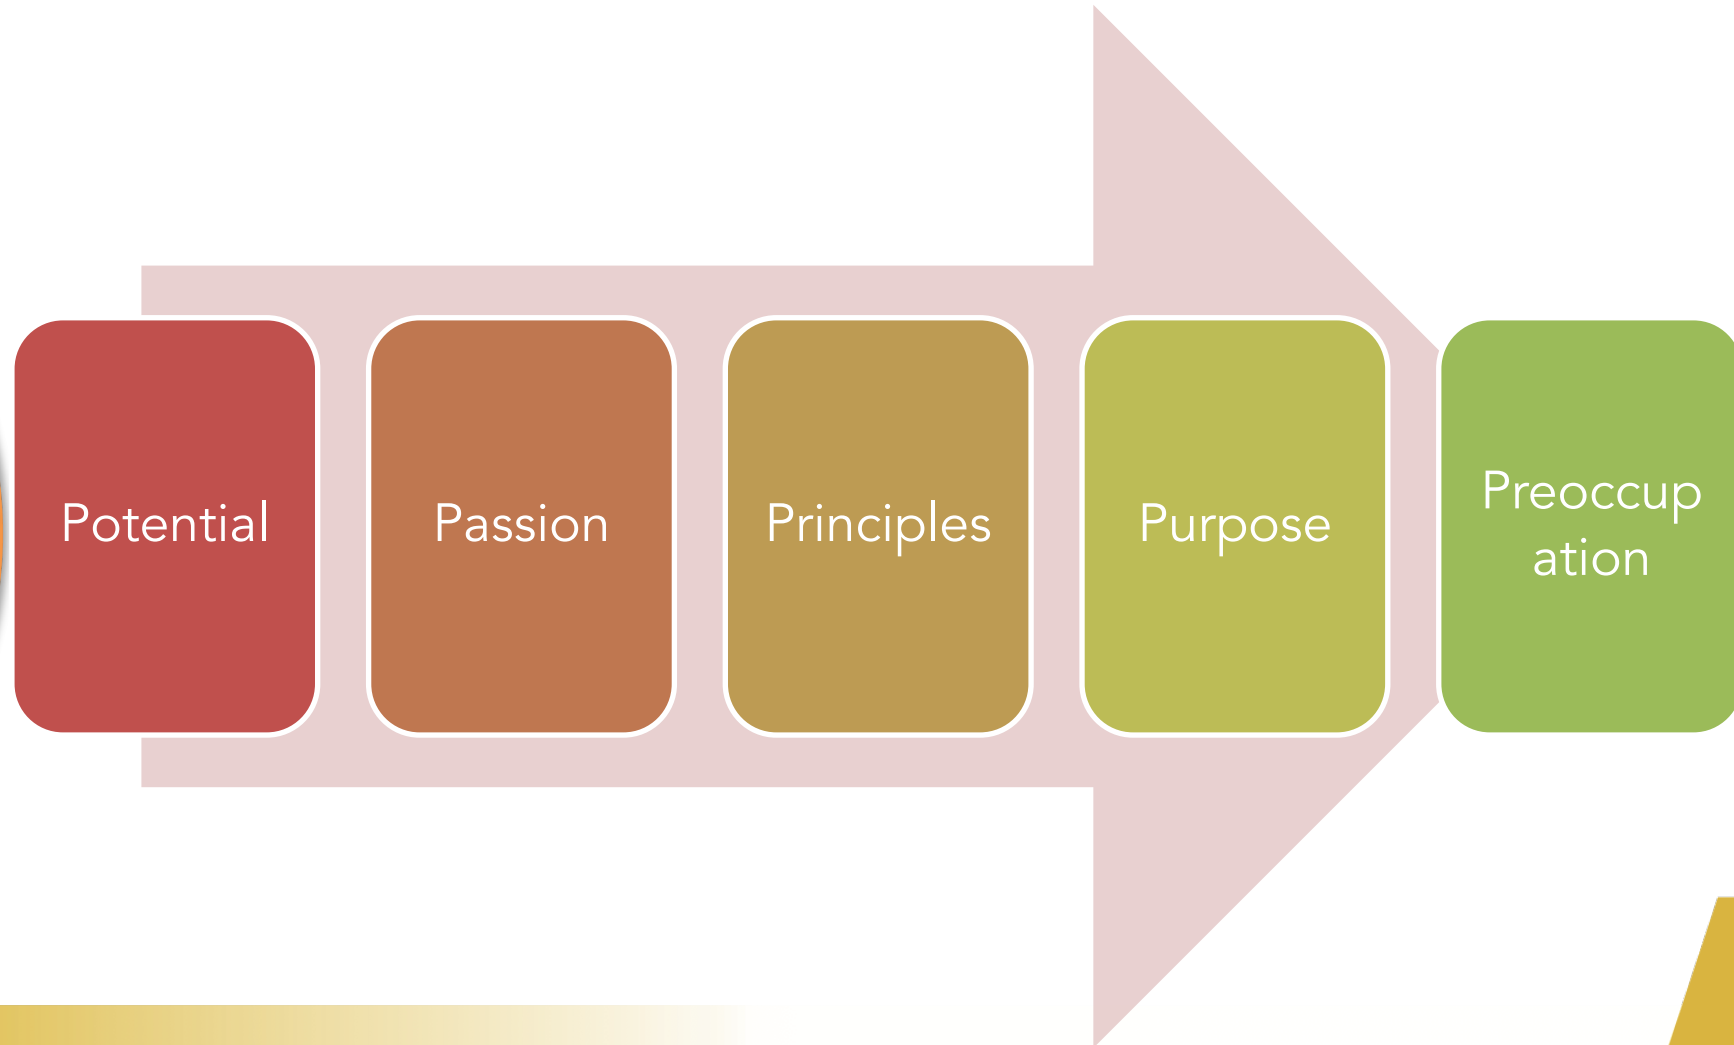 Potential
Passion
Principles
Purpose
Preoccup
ation